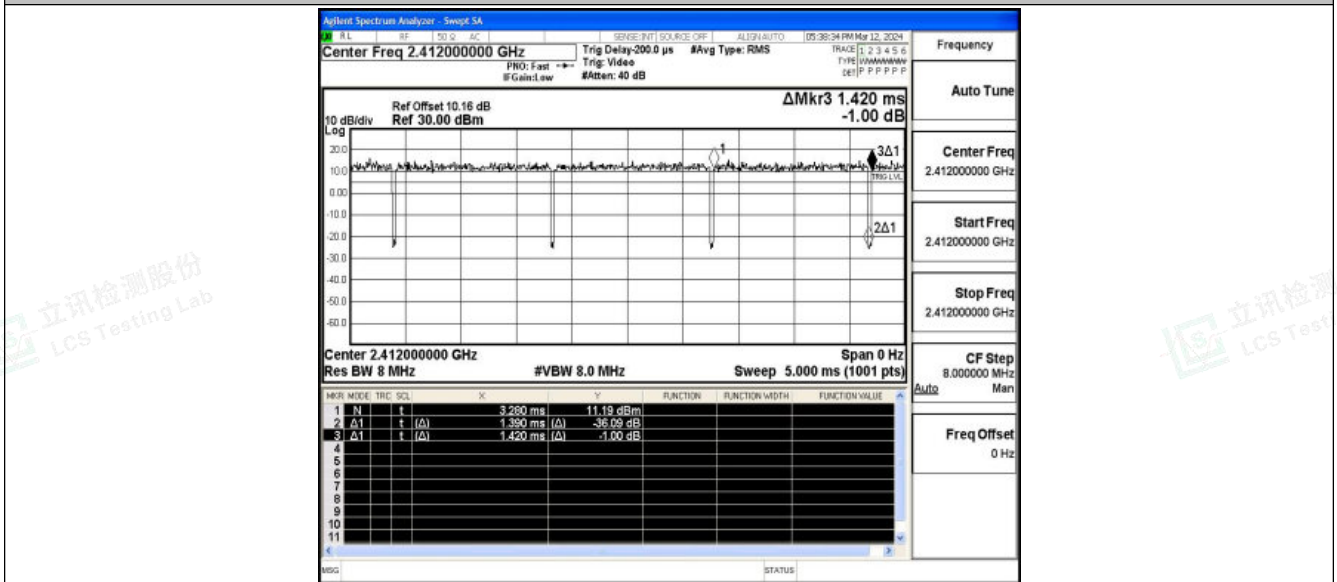 Agilent Spectrum Analyzer - Swept SA
RL RF 50 Ω AC SENSE:INT SOURCE OFF ALIGN AUTO 05:38:34 PM Mar 12, 2024
Center Freq 2.412000000 GHz
PNO: Fast
IFGain:Low
Trig Delay-200.0 µs
Trig: Video
#Atten: 40 dB
#Avg Type: RMS
TRACE 1 2 3 4 5 6
TYPE
DET P P P P P P
Frequency
Auto Tune
Center Freq
2.412000000 GHz
Start Freq
2.412000000 GHz
Stop Freq
2.412000000 GHz
CF Step
8.000000 MHz
Auto Man
Freq Offset
0 Hz
ΔMkr3 1.420 ms
-1.00 dB
Ref Offset 10.16 dB
10 dB/div Ref 30.00 dBm
Log
20.0
10.0
0.00
-10.0
-20.0
-30.0
-40.0
-50.0
-60.0
1
3Δ1
TRIG LVL
2Δ1
Center 2.412000000 GHz Span 0 Hz
Res BW 8 MHz #VBW 8.0 MHz Sweep 5.000 ms (1001 pts)
MKR MODE TRC SCL X Y FUNCTION FUNCTION WIDTH FUNCTION VALUE
1 N t 3.280 ms 11.19 dBm
2 Δ1 t (Δ) 1.390 ms (Δ) -36.09 dB
3 Δ1 t (Δ) 1.420 ms (Δ) -1.00 dB
4
5
6
7
8
9
10
11
MSG STATUS
立讯检测股份
LCS Testing Lab
立讯检测
LCS Test